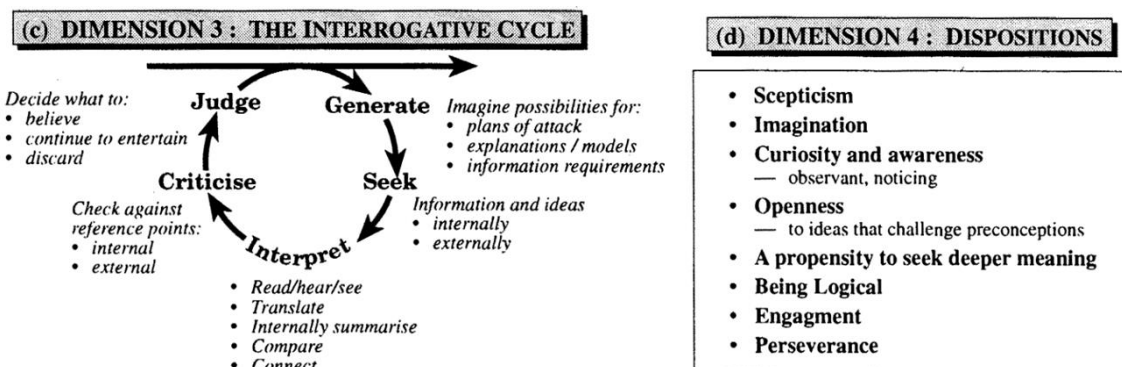 (c) DIMENSION 3 : THE INTERROGATIVE CYCLE
Decide what to:
• believe
• continue to entertain
• discard
Judge
Generate
Imagine possibilities for:
• plans of attack
• explanations / models
• information requirements
Criticise
Seek
Check against
reference points:
• internal
• external
Interpret
Information and ideas
• internally
• externally
• Read/hear/see
• Translate
• Internally summarise
• Compare
• Connect
(d) DIMENSION 4 : DISPOSITIONS
• Scepticism
• Imagination
• Curiosity and awareness
— observant, noticing
• Openness
— to ideas that challenge preconceptions
• A propensity to seek deeper meaning
• Being Logical
• Engagment
• Perseverance